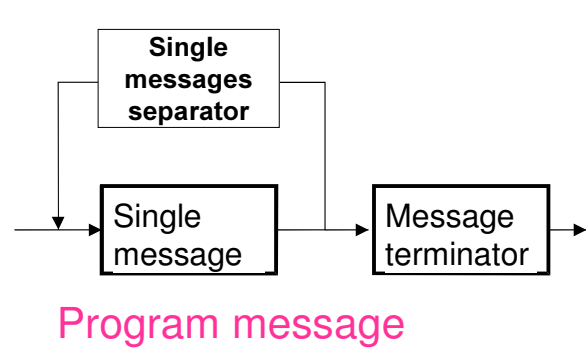 Single
messages
separator
Single
message
Message
terminator
Program message